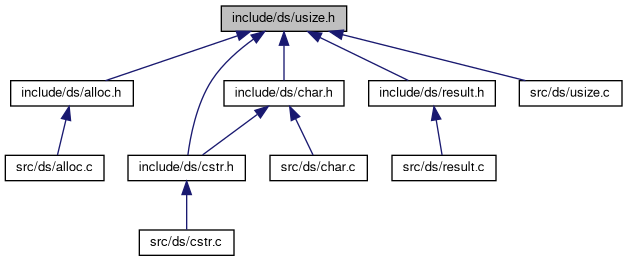 include/ds/usize.h
include/ds/alloc.h
include/ds/char.h
include/ds/result.h
src/ds/usize.c
src/ds/alloc.c
include/ds/cstr.h
src/ds/char.c
src/ds/result.c
src/ds/cstr.c